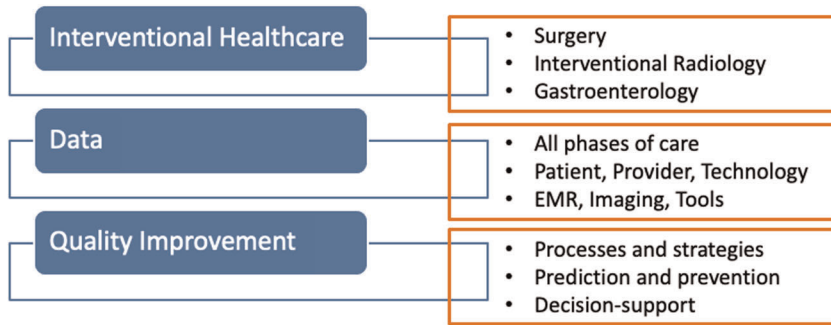 Interventional Healthcare
• Surgery
• Interventional Radiology
• Gastroenterology
Data
• All phases of care
• Patient, Provider, Technology
• EMR, Imaging, Tools
Quality Improvement
• Processes and strategies
• Prediction and prevention
• Decision-support